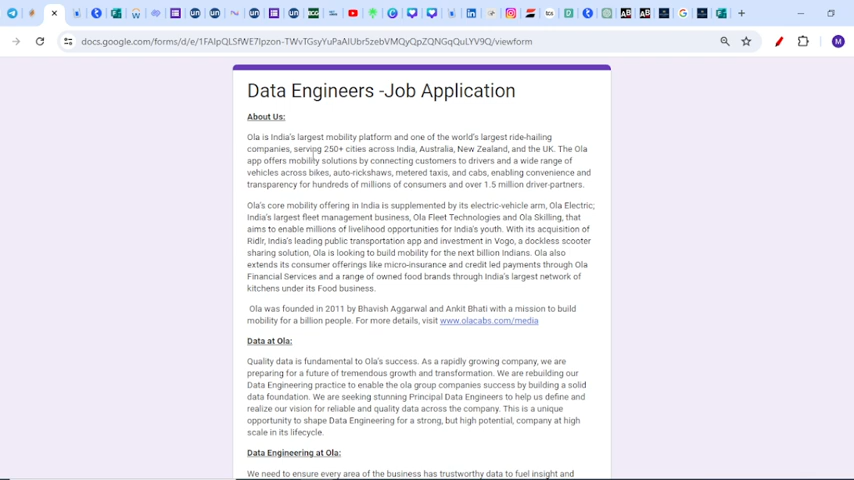 docs.google.com/forms/d/e/1FAIpQLSfWE7Ipzon-TWvTGsyYuPaAIUbr5zebVMQyQpZQNGqQuLYV9Q/viewform
M
Data Engineers -Job Application
About Us:
Ola is India's largest mobility platform and one of the world's largest ride-hailing
companies, serving 250+ cities across India, Australia, New Zealand, and the UK. The Ola
app offers mobility solutions by connecting customers to drivers and a wide range of
vehicles across bikes, auto-rickshaws, metered taxis, and cabs, enabling convenience and
transparency for hundreds of millions of consumers and over 1.5 million driver-partners.
Ola's core mobility offering in India is supplemented by its electric-vehicle arm, Ola Electric;
India's largest fleet management business, Ola Fleet Technologies and Ola Skilling, that
aims to enable millions of livelihood opportunities for India's youth. With its acquisition of
Ridlr, India's leading public transportation app and investment in Vogo, a dockless scooter
sharing solution, Ola is looking to build mobility for the next billion Indians. Ola also
extends its consumer offerings like micro-insurance and credit led payments through Ola
Financial Services and a range of owned food brands through India's largest network of
kitchens under its Food business.
Ola was founded in 2011 by Bhavish Aggarwal and Ankit Bhati with a mission to build
mobility for a billion people. For more details, visit www.olacabs.com/media
Data at Ola:
Quality data is fundamental to Ola's success. As a rapidly growing company, we are
preparing for a future of tremendous growth and transformation. We are rebuilding our
Data Engineering practice to enable the ola group companies success by building a solid
data foundation. We are seeking stunning Principal Data Engineers to help us define and
realize our vision for reliable and quality data across the company. This is a unique
opportunity to shape Data Engineering for a strong, but high potential, company at high
scale in its lifecycle.
Data Engineering at Ola:
We need to ensure every area of the business has trustworthy data to fuel insight and